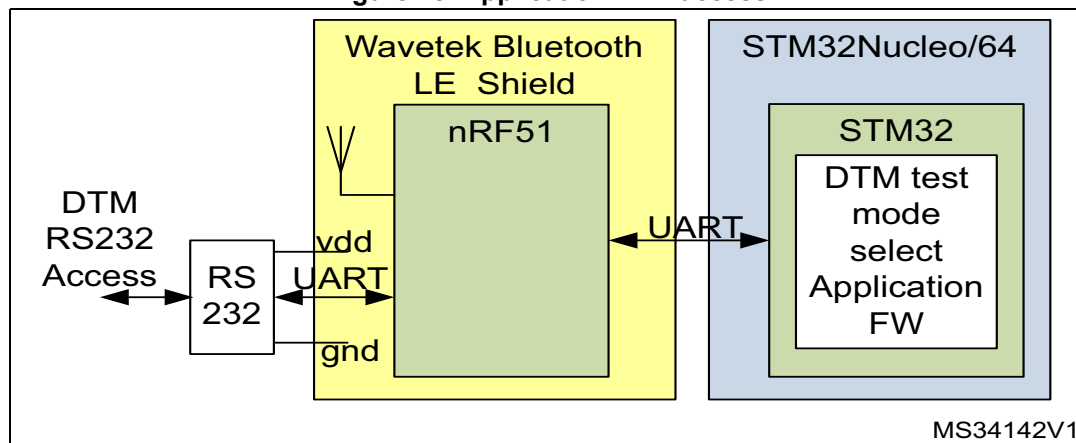 Wavetek Bluetooth
LE Shield
nRF51
STM32Nucleo/64
STM32
DTM test
mode
select
Application
FW
UART
DTM
RS232
Access
RS
232
vdd
UART
gnd
MS34142V1